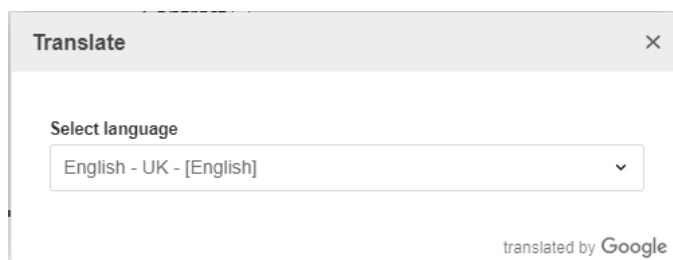 Translate
Select language
English - UK - [English]
translated by Google